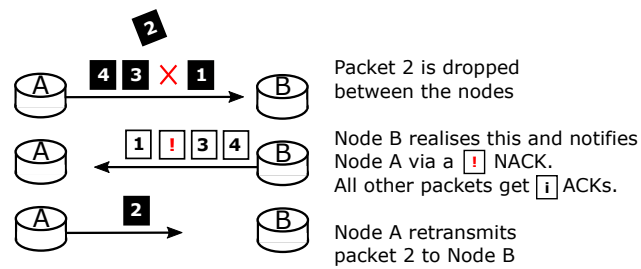 2
4 3 1
A B
Packet 2 is dropped
between the nodes
1 ! 3 4
A B
Node B realises this and notifies
Node A via a ! NACK.
All other packets get i ACKs.
2
A B
Node A retransmits
packet 2 to Node B